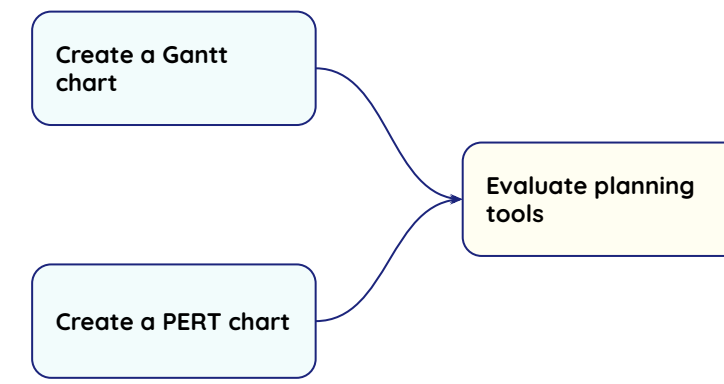 Create a Gantt
chart
Evaluate planning
tools
Create a PERT chart